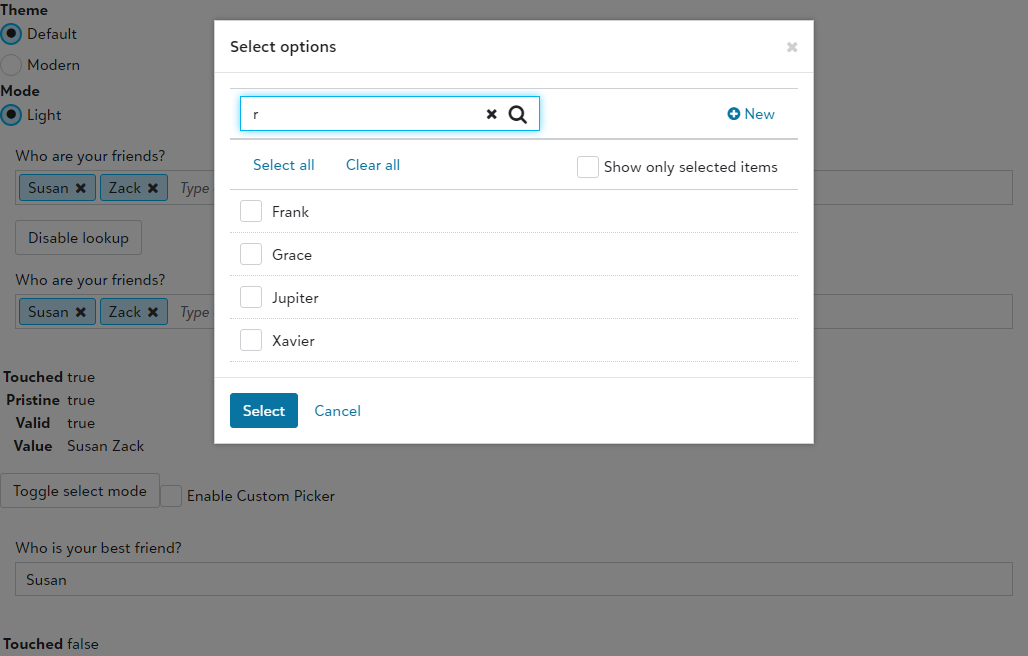 Theme
Default
Modern
Mode
Light
Who are your friends?
Susan Zack Type
Disable lookup
Who are your friends?
Susan Zack Type
Touched true
Pristine true
Valid true
Value Susan Zack
Toggle select mode Enable Custom Picker
Who is your best friend?
Susan
Touched false
Select options
r
New
Select all Clear all Show only selected items
Frank
Grace
Jupiter
Xavier
Select Cancel